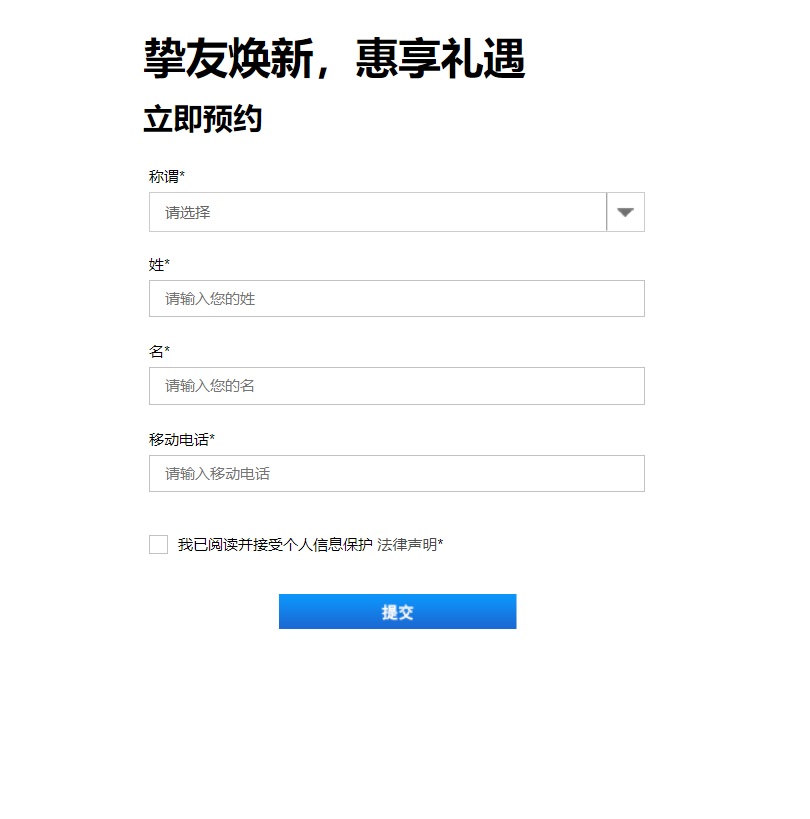 挚友焕新，惠享礼遇
立即预约
称谓*
请选择
姓*
请输入您的姓
名*
请输入您的名
移动电话*
请输入移动电话
我已阅读并接受个人信息保护 法律声明*
提交